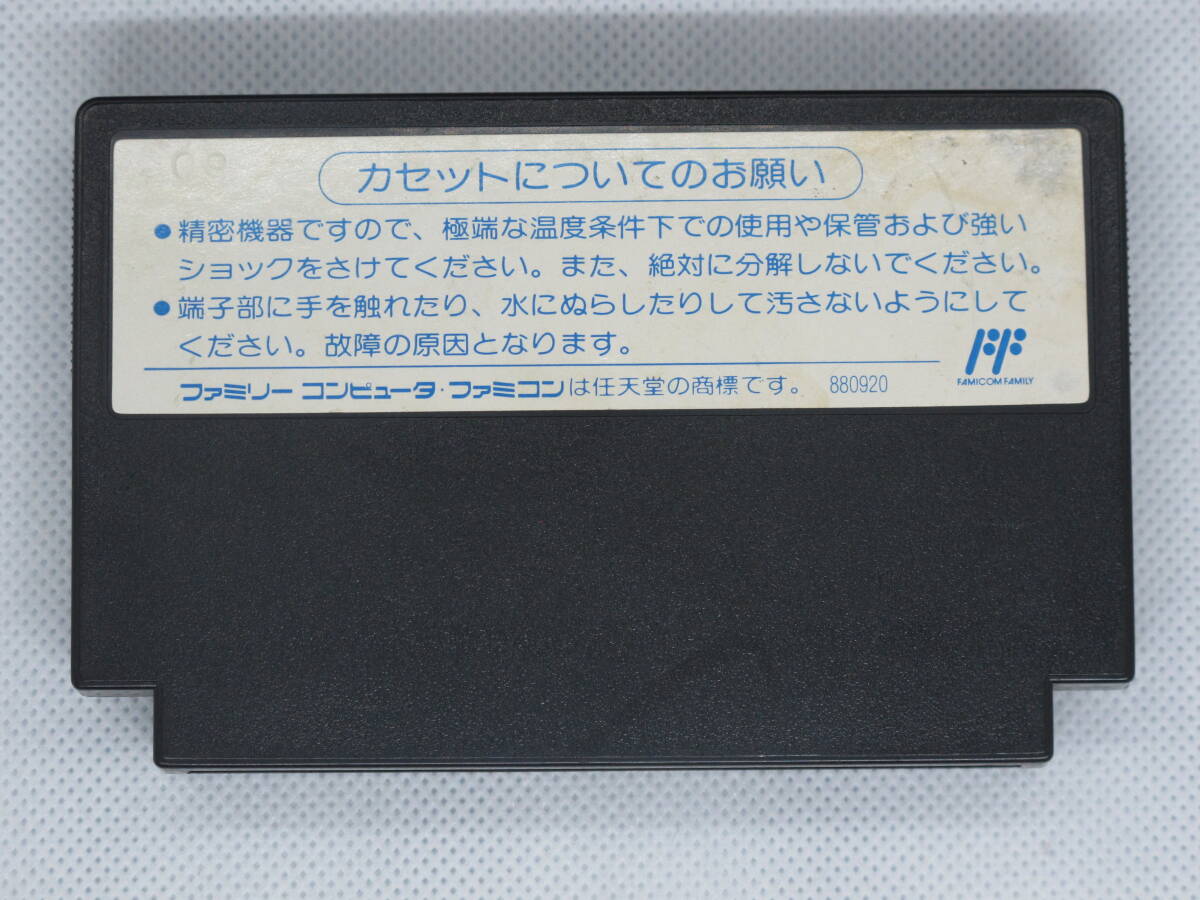 カセットについてのお願い
●精密機器ですので、極端な温度条件下での使用や保管および強い
ショックをさけてください。また、絶対に分解しないでください。
●端子部に手を触れたり、水にぬらしたりして汚さないようにして
ください。故障の原因となります。
FAMICOM FAMILY
ファミリー コンピュータ・ファミコンは任天堂の商標です。 880920